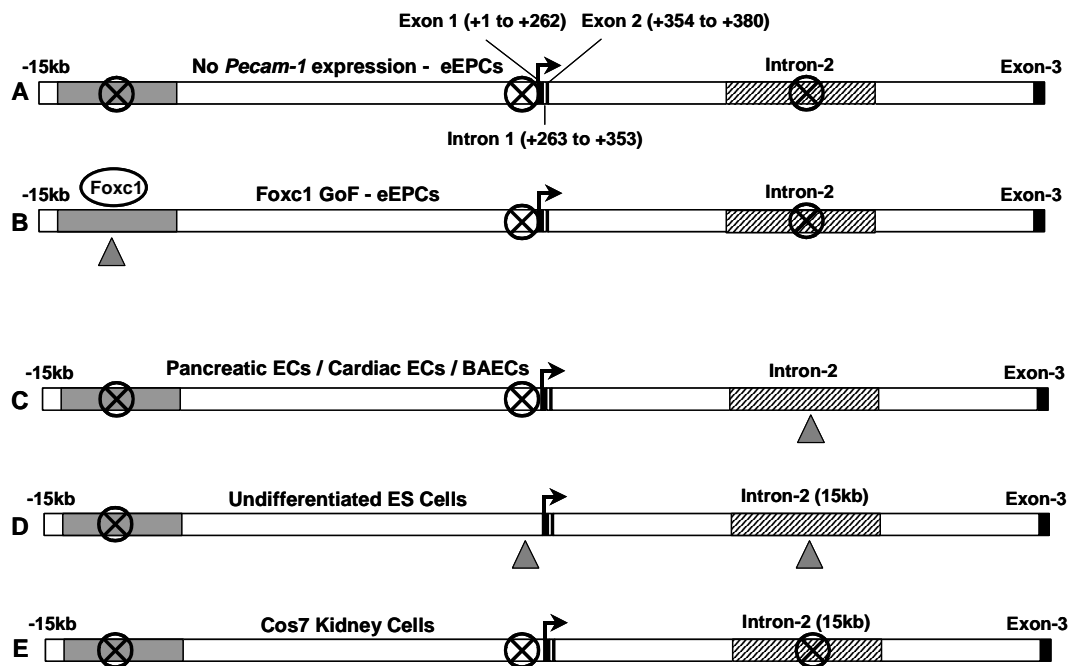 Exon 1 (+1 to +262) Exon 2 (+354 to +380)
-15kb No Pecam-1 expression - eEPCs Intron-2 Exon-3
A
Intron 1 (+263 to +353)
-15kb Foxc1 Foxc1 GoF - eEPCs Intron-2 Exon-3
B
-15kb Pancreatic ECs / Cardiac ECs / BAECs Intron-2 Exon-3
C
-15kb Undifferentiated ES Cells Intron-2 (15kb) Exon-3
D
-15kb Cos7 Kidney Cells Intron-2 (15kb) Exon-3
E